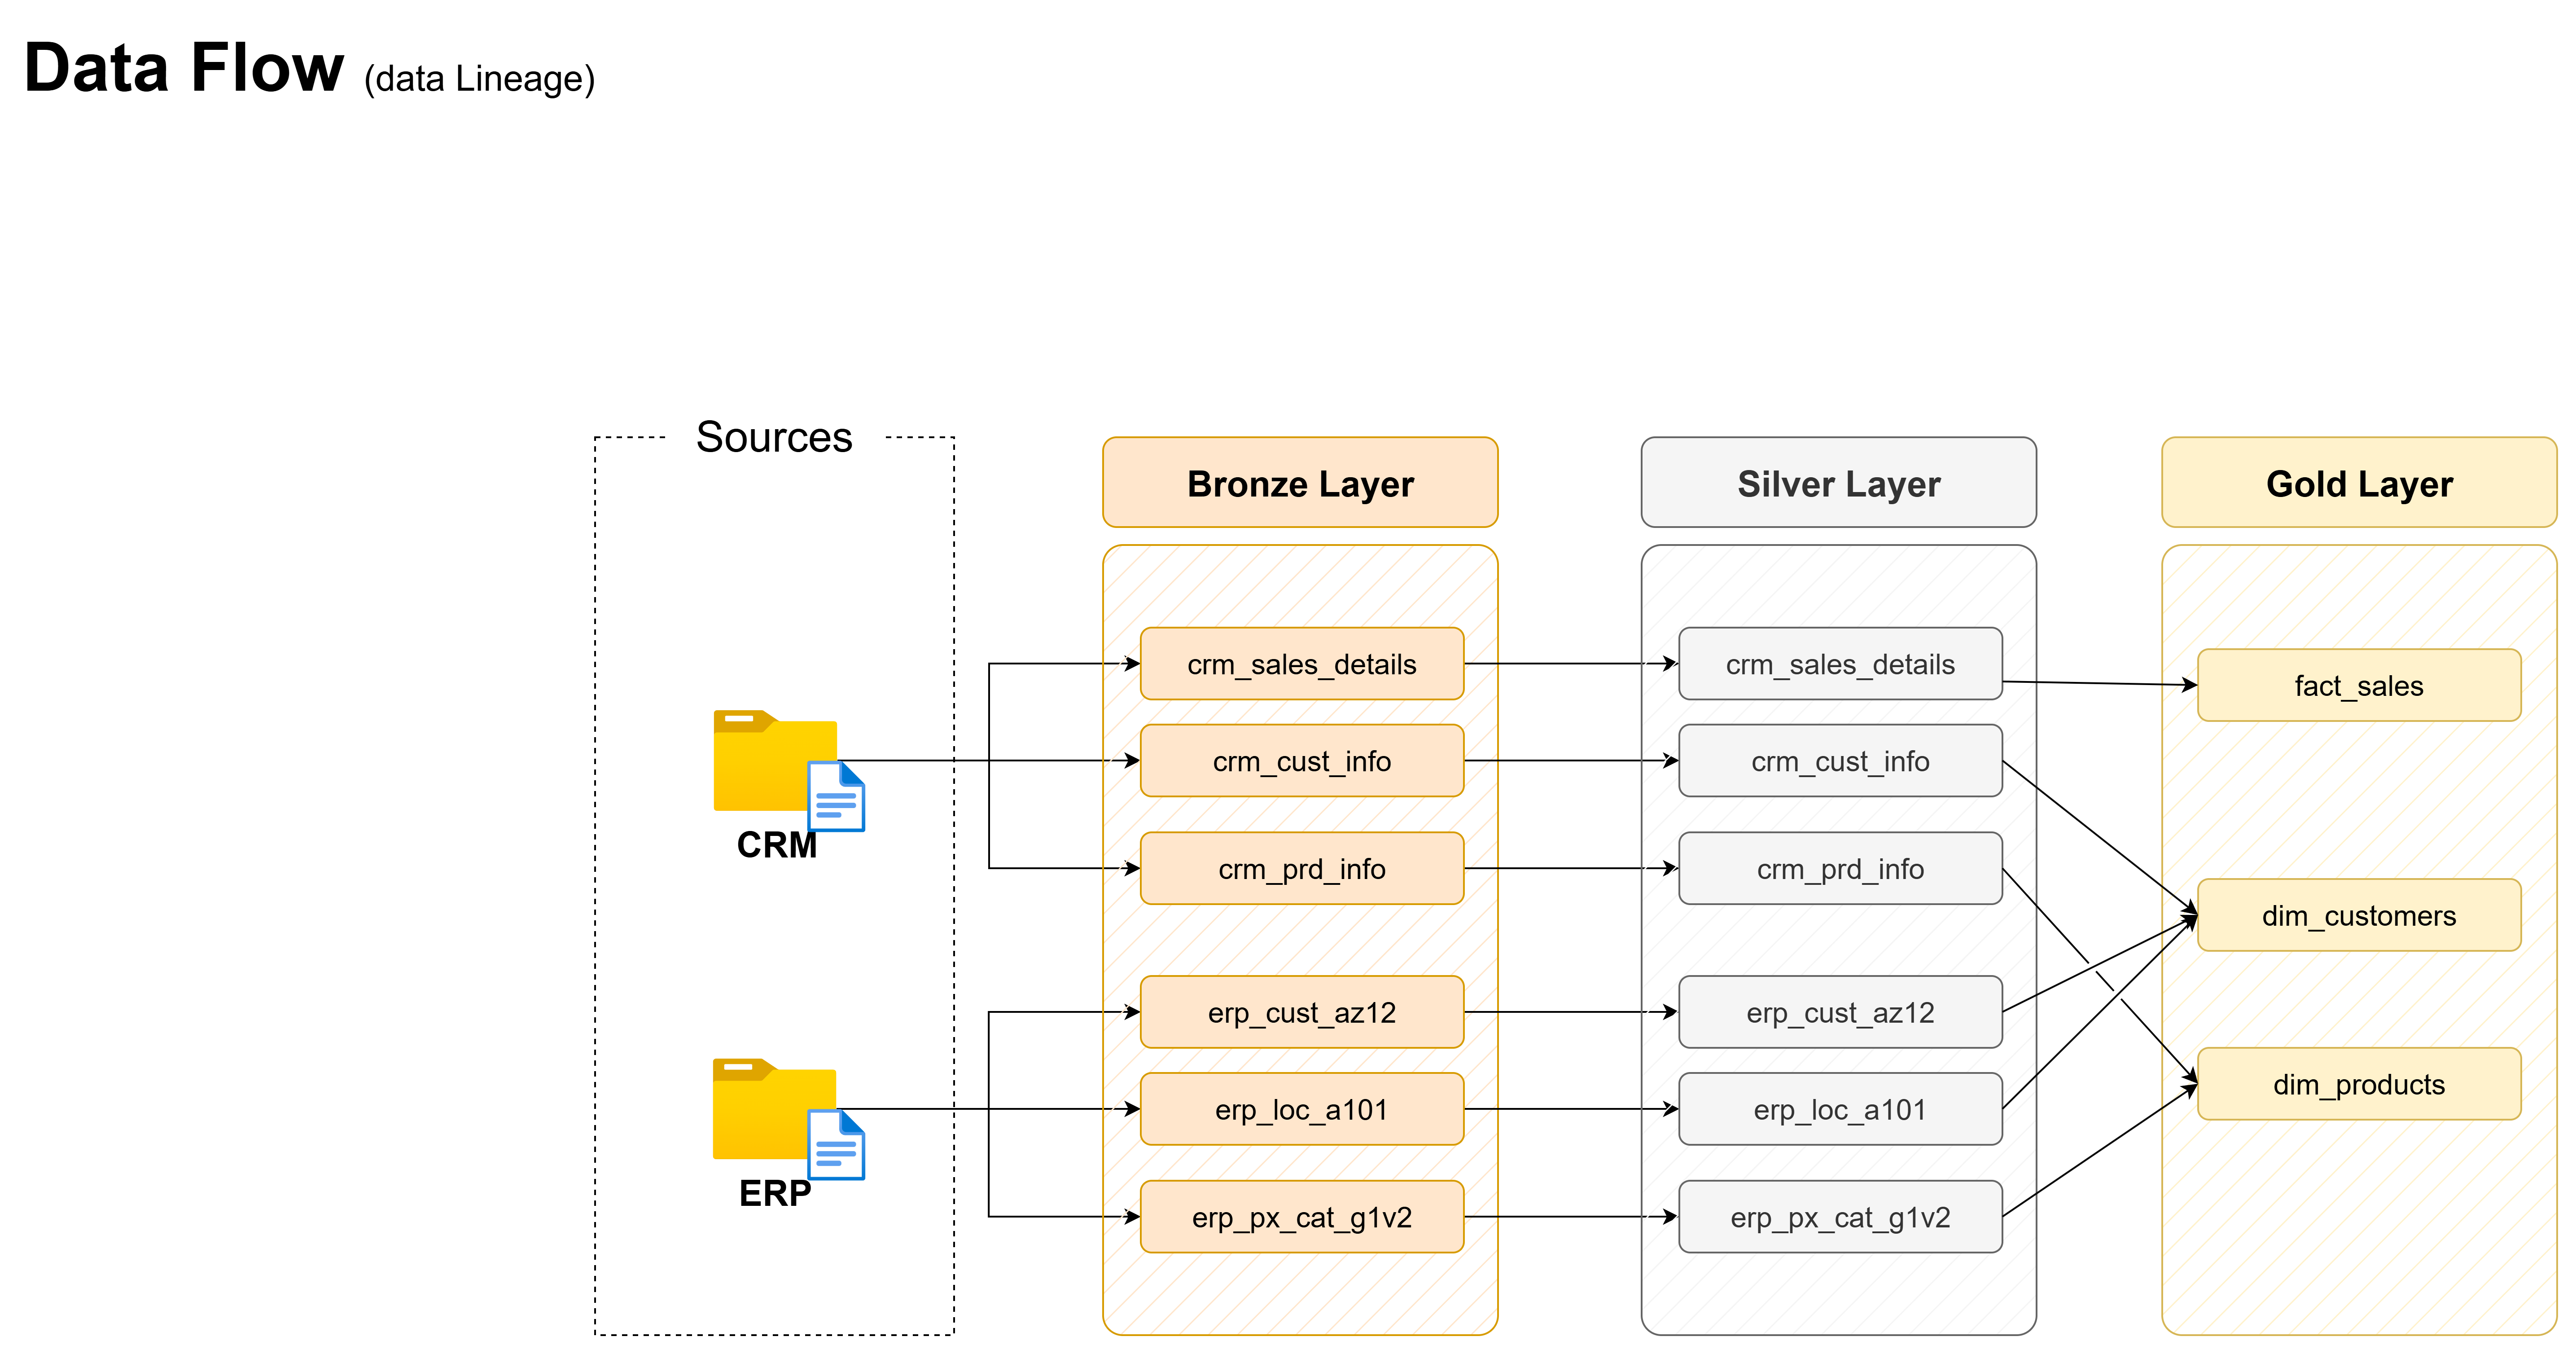 Data Flow (data Lineage)
Sources
CRM
ERP
Bronze Layer
crm_sales_details
crm_cust_info
crm_prd_info
erp_cust_az12
erp_loc_a101
erp_px_cat_g1v2
Silver Layer
crm_sales_details
crm_cust_info
crm_prd_info
erp_cust_az12
erp_loc_a101
erp_px_cat_g1v2
Gold Layer
fact_sales
dim_customers
dim_products